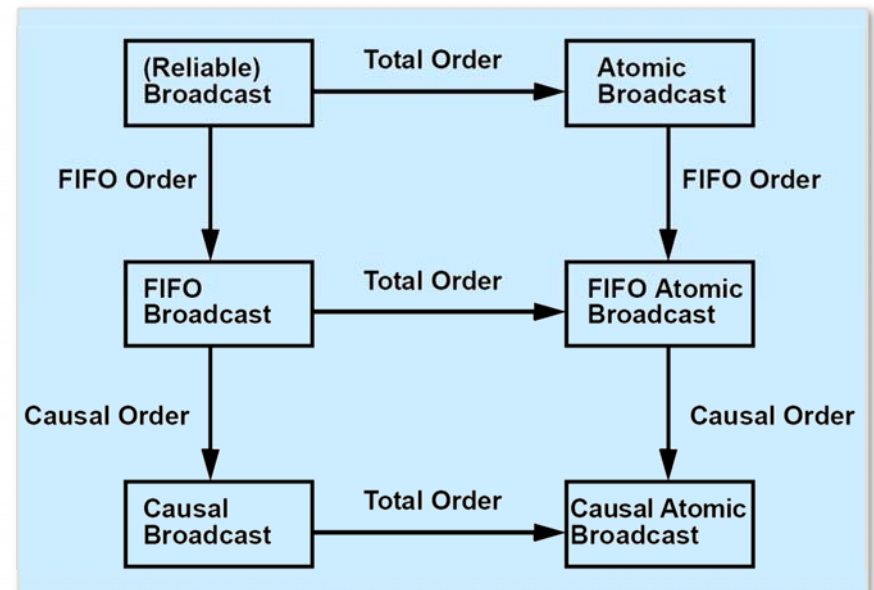 (Reliable)
Broadcast
Total Order
Atomic
Broadcast
FIFO Order
FIFO Order
FIFO
Broadcast
Total Order
FIFO Atomic
Broadcast
Causal Order
Causal Order
Causal
Broadcast
Total Order
Causal Atomic
Broadcast